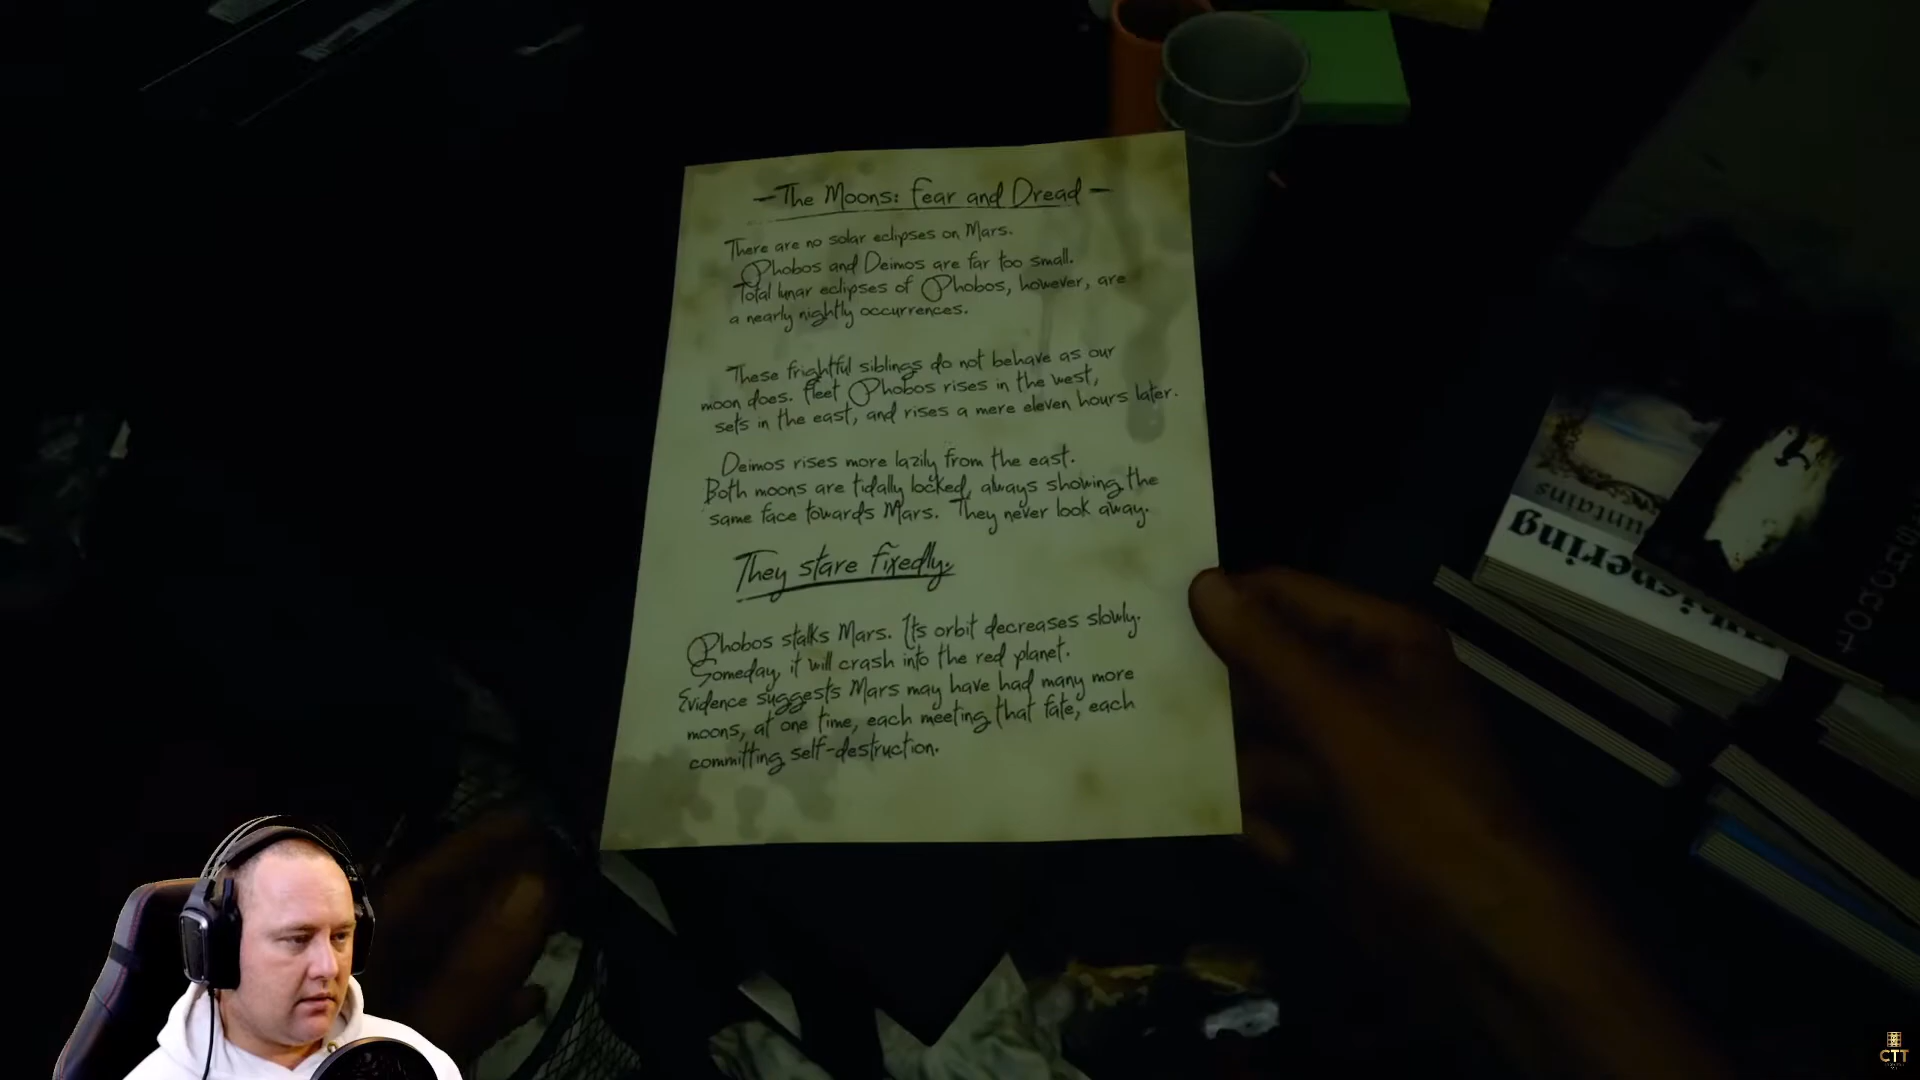 - The Moons: Fear and Dread -
There are no solar eclipses on Mars.
Phobos and Deimos are far too small.
Total lunar eclipses of Phobos, however, are
a nearly nightly occurrences.
These frightful siblings do not behave as our
moon does. Fleet Phobos rises in the west,
sets in the east, and rises a mere eleven hours later.
Deimos rises more lazily from the east.
Both moons are tidally locked, always showing the
same face towards Mars. They never look away.
They stare fixedly.
Phobos stalks Mars. Its orbit decreases slowly.
Someday, it will crash into the red planet.
Evidence suggests Mars may have had many more
moons, at one time, each meeting that fate, each
committing self-destruction.
CTT